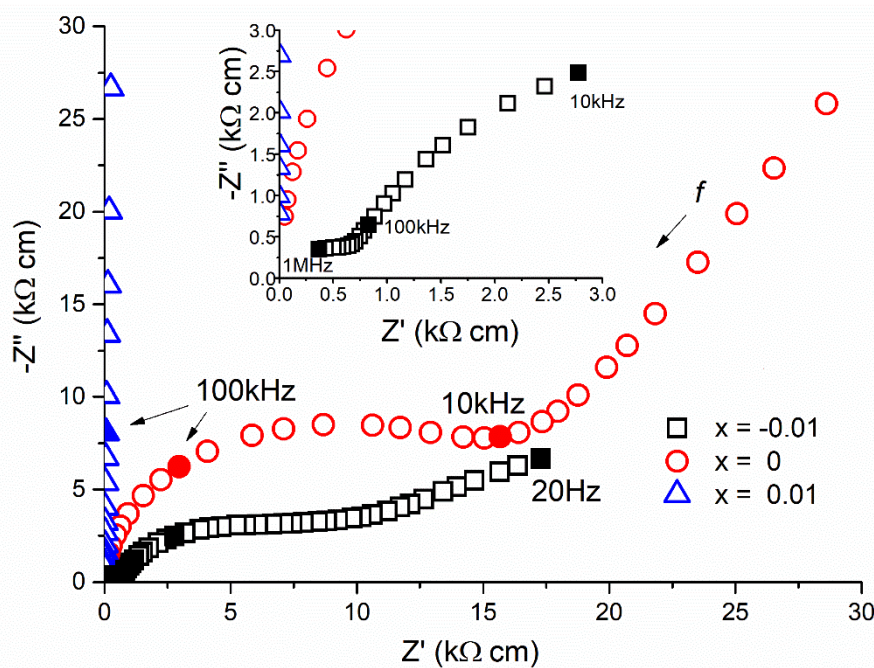 30
25
20
15
10
5
0
-Z" (kΩ cm)
0
5
10
15
20
25
30
Z' (kΩ cm)
3.0
2.5
2.0
1.5
1.0
0.5
0.0
-Z" (kΩ cm)
0.0
0.5
1.0
1.5
2.0
2.5
3.0
Z' (kΩ cm)
10kHz
100kHz
1MHz
f
100kHz
10kHz
20Hz
x = -0.01
x = 0
x = 0.01